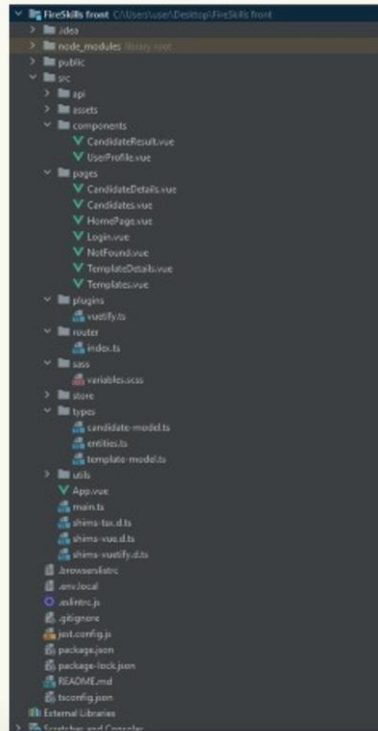 FireSkills front C:\Users\user\Desktop\FireSkills front
.idea
node_modules library root
public
src
api
assets
components
CandidateResult.vue
UserProfile.vue
pages
CandidateDetails.vue
Candidates.vue
HomePage.vue
Login.vue
NotFound.vue
TemplateDetails.vue
Templates.vue
plugins
vuetify.ts
router
index.ts
sass
variables.scss
store
types
candidate-model.ts
entities.ts
template-model.ts
utils
App.vue
main.ts
shims-tsx.d.ts
shims-vue.d.ts
shims-vuetify.d.ts
.browserslistrc
.env.local
.eslintrc.js
.gitignore
jest.config.js
package.json
package-lock.json
README.md
tsconfig.json
External Libraries
Scratches and Consoles